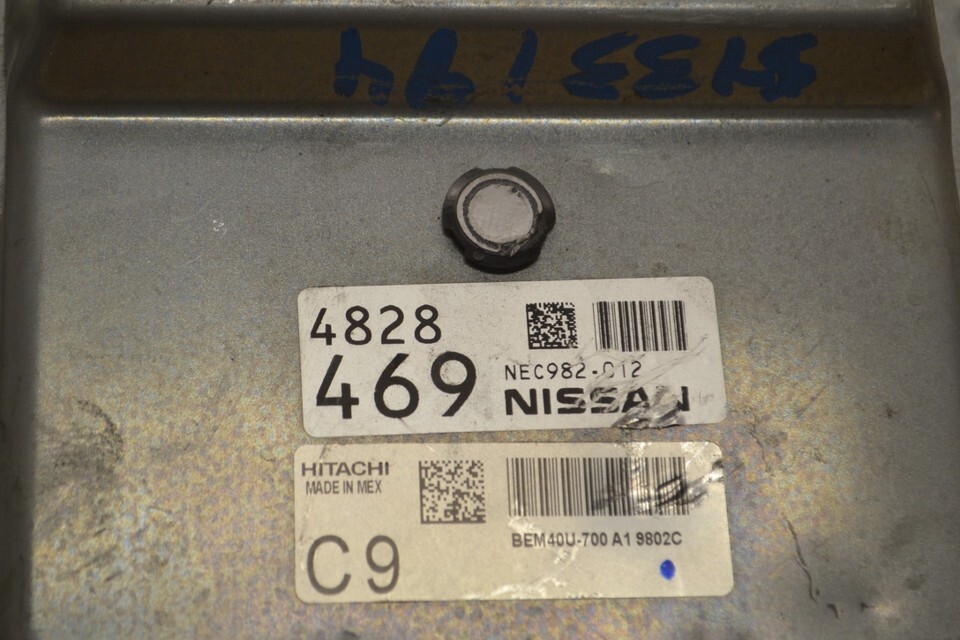 4828
469
NEC982-012
NISSAN
HITACHI
MADE IN MEX
C9
BEM40U-700 A1 9802C